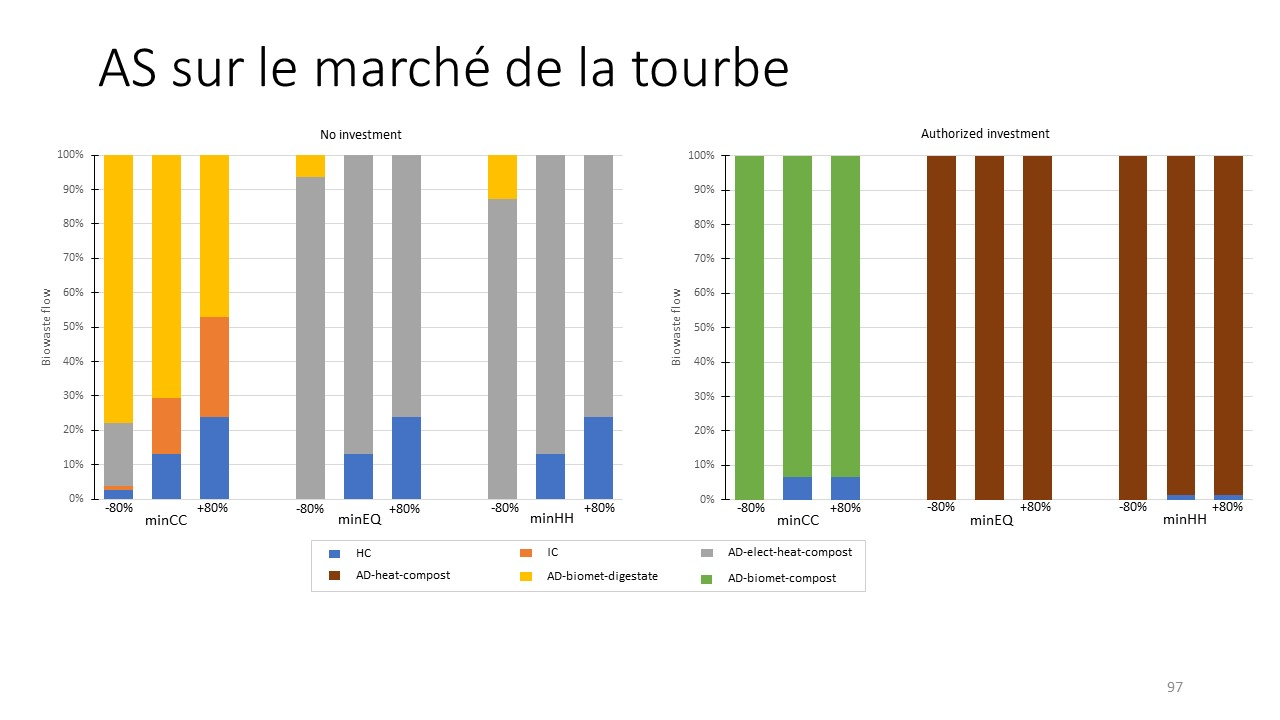 AS sur le marché de la tourbe
No investment
Biowaste flow
100%
90%
80%
70%
60%
50%
40%
30%
20%
10%
0%
-80%
minCC
+80%
-80%
minEQ
+80%
-80%
minHH
+80%
Authorized investment
Biowaste flow
100%
90%
80%
70%
60%
50%
40%
30%
20%
10%
0%
-80%
minCC
+80%
-80%
minEQ
+80%
-80%
minHH
+80%
HC
IC
AD-elect-heat-compost
AD-heat-compost
AD-biomet-digestate
AD-biomet-compost
97